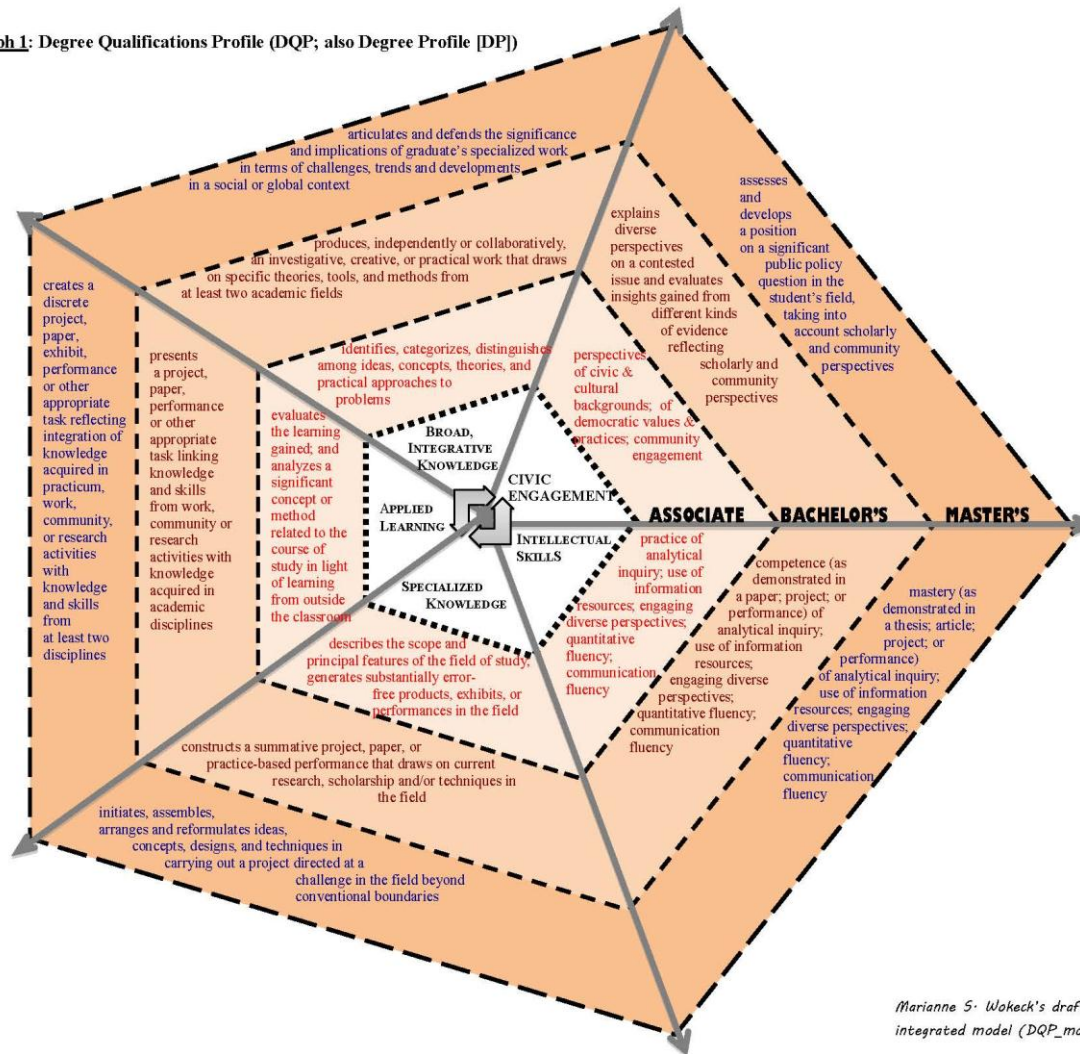 ph 1: Degree Qualifications Profile (DQP; also Degree Profile [DP])
articulates and defends the significance
and implications of graduate's specialized work
in terms of challenges, trends and developments
in a social or global context
produces, independently or collaboratively,
an investigative, creative, or practical work that draws
on specific theories, tools, and methods from
at least two academic fields
identifies, categorizes, distinguishes
among ideas, concepts, theories, and
practical approaches to
problems
BROAD,
INTEGRATIVE
KNOWLEDGE
assesses
and
develops
a position
on a significant
public policy
question in the
student's field,
taking into
account scholarly
and community
perspectives
explains
diverse
perspectives
on a contested
issue and evaluates
insights gained from
different kinds
of evidence
reflecting
scholarly and
community
perspectives
perspectives
of civic &
cultural
backgrounds; of
democratic values &
practices; community
engagement
CIVIC
ENGAGEMENT
creates a
discrete
project,
paper,
exhibit,
performance
or other
appropriate
task reflecting
integration of
knowledge
acquired in
practicum,
work,
community,
or research
activities
with
knowledge
and skills
from
at least two
disciplines
presents
a project,
paper,
performance
or other
appropriate
task linking
knowledge
and skills
from work,
community or
research
activities with
knowledge
acquired in
academic
disciplines
evaluates
the learning
gained; and
analyzes a
significant
concept or
method
related to the
course of
study in light
of learning
from outside
the classroom
APPLIED
LEARNING
ASSOCIATE
BACHELOR'S
MASTER'S
INTELLECTUAL
SKILLS
practice of
analytical
inquiry; use of
information
resources; engaging
diverse perspectives;
quantitative
fluency;
communication
fluency
competence (as
demonstrated in
a paper; project; or
performance) of
analytical inquiry;
use of information
resources;
engaging diverse
perspectives;
quantitative fluency;
communication
fluency
mastery (as
demonstrated in
a thesis; article;
project; or
performance)
of analytical inquiry;
use of information
resources; engaging
diverse perspectives;
quantitative
fluency;
communication
fluency
SPECIALIZED
KNOWLEDGE
describes the scope and
principal features of the field of study;
generates substantially error-
free products, exhibits, or
performances in the field
constructs a summative project, paper, or
practice-based performance that draws on current
research, scholarship and/or techniques in
the field
initiates, assembles,
arranges and reformulates ideas,
concepts, designs, and techniques in
carrying out a project directed at a
challenge in the field beyond
conventional boundaries
Marianne S. Wokeck's draf
integrated model (DQP_mo